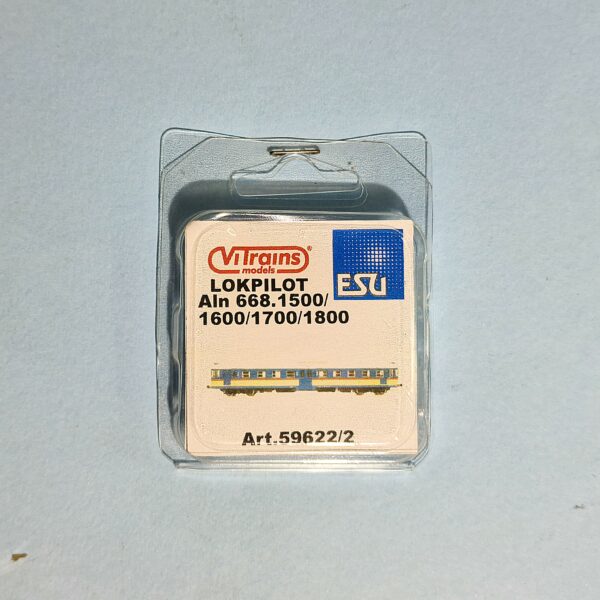 ViTrains®
models
ESU
LOKPILOT
Aln 668.1500/
1600/1700/1800
Art.59622/2